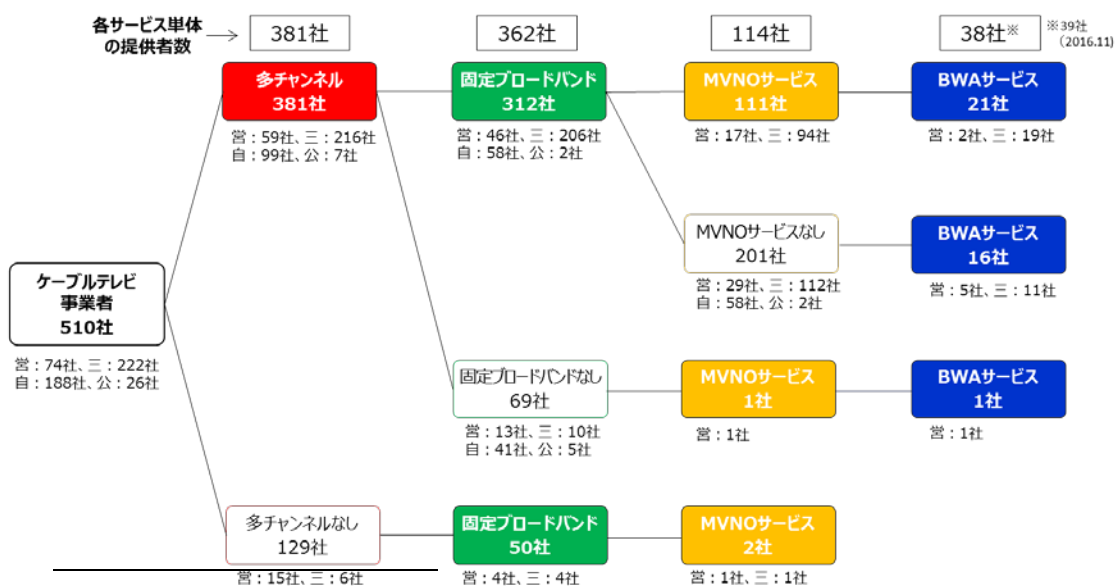 各サービス単体
の提供者数
381社
362社
114社
38社※
※39社
(2016.11)
多チャンネル
381社
営：59社、三：216社
自：99社、公：7社
固定ブロードバンド
312社
営：46社、三：206社
自：58社、公：2社
MVNOサービス
111社
営：17社、三：94社
BWAサービス
21社
営：2社、三：19社
MVNOサービスなし
201社
営：29社、三：112社
自：58社、公：2社
BWAサービス
16社
営：5社、三：11社
ケーブルテレビ
事業者
510社
営：74社、三：222社
自：188社、公：26社
固定ブロードバンドなし
69社
営：13社、三：10社
自：41社、公：5社
MVNOサービス
1社
営：1社
BWAサービス
1社
営：1社
多チャンネルなし
129社
営：15社、三：6社
固定ブロードバンド
50社
営：4社、三：4社
MVNOサービス
2社
営：1社、三：1社